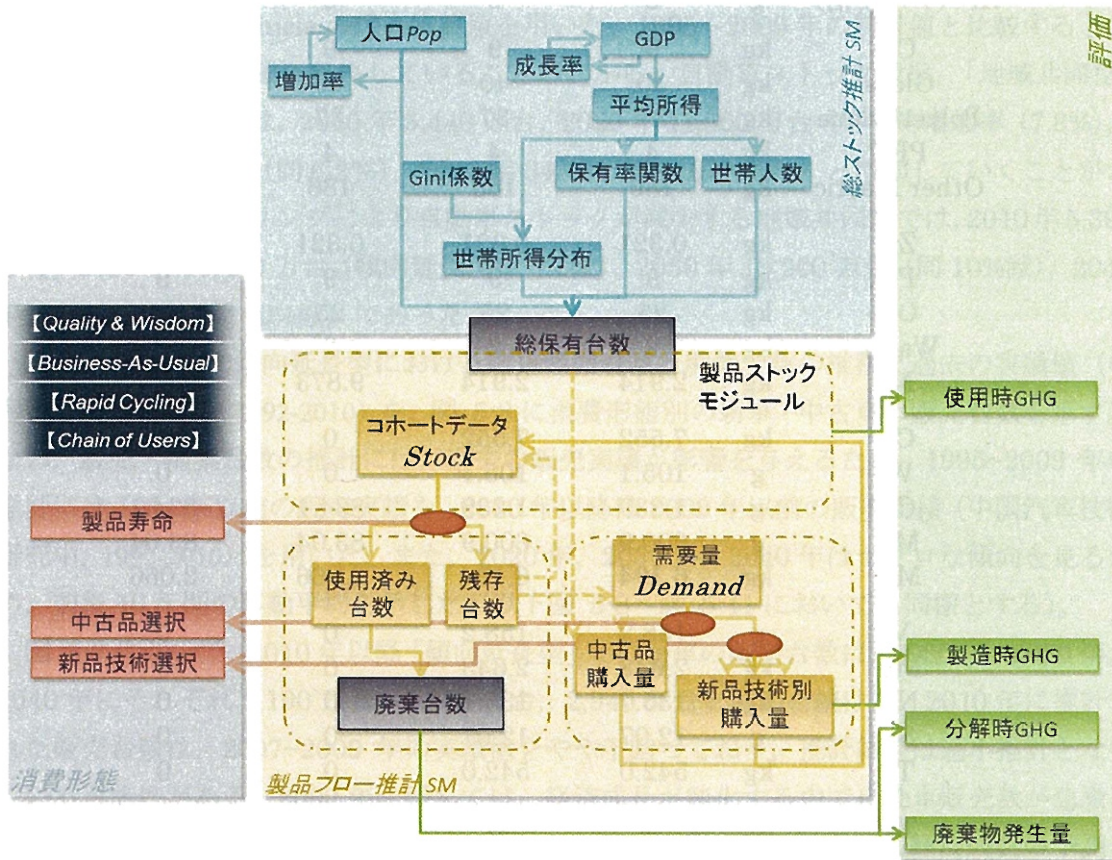 人口Pop
GDP
増加率
成長率
平均所得
Gini係数
保有率関数
世帯人数
世帯所得分布
総ストック推計SM
評価
【Quality & Wisdom】
【Business-As-Usual】
【Rapid Cycling】
【Chain of Users】
総保有台数
製品ストック
モジュール
コホートデータ
Stock
使用時GHG
製品寿命
使用済み
台数
残存
台数
需要量
Demand
中古品選択
新品技術選択
中古品
購入量
新品技術別
購入量
製造時GHG
廃棄台数
分解時GHG
消費形態
製品フロー推計SM
廃棄物発生量